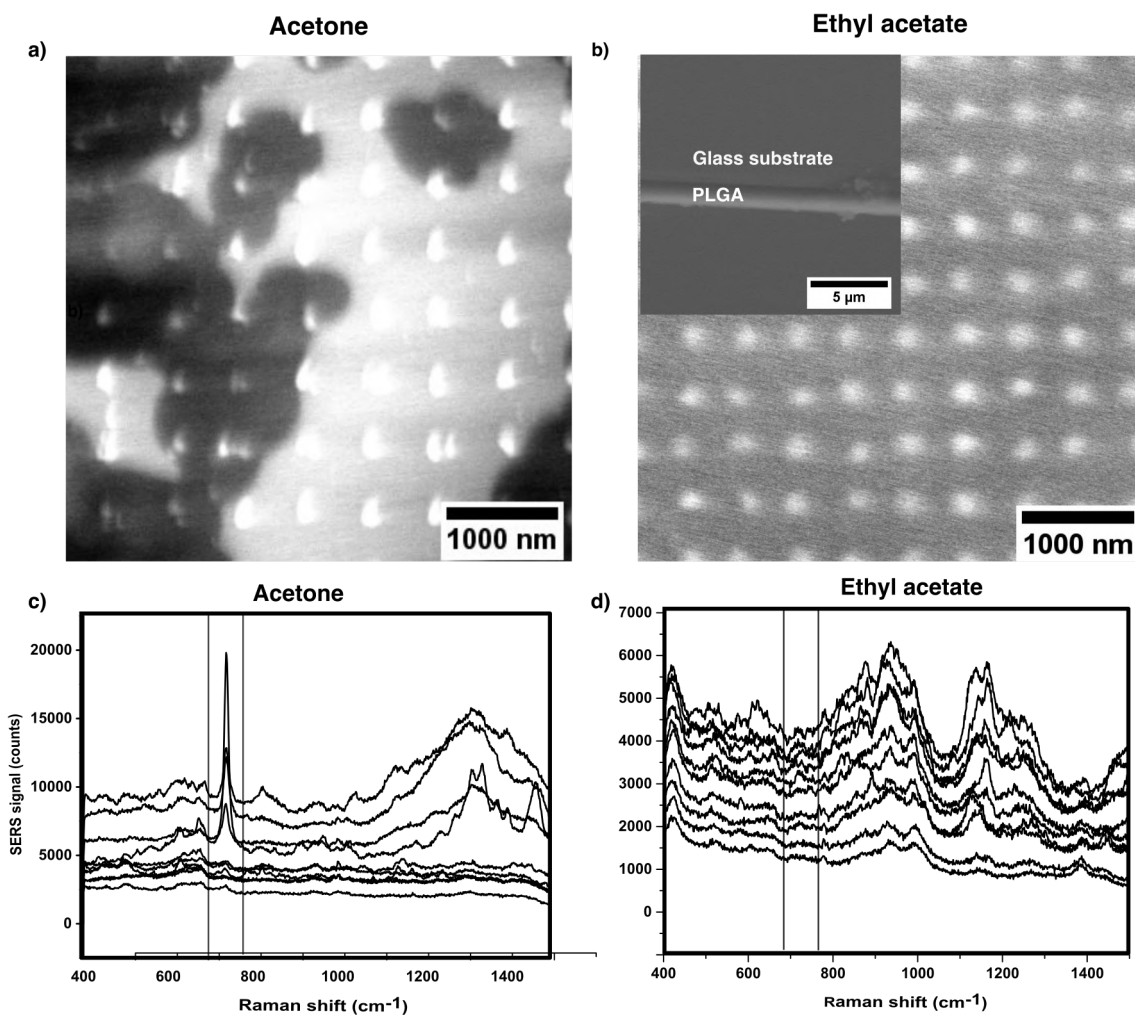 Acetone
Ethyl acetate
a)
b)
Glass substrate
PLGA
5 µm
b)
1000 nm
1000 nm
Acetone
Ethyl acetate
c)
d)
SERS signal (counts)
20000
15000
10000
5000
0
400
600
800
1000
1200
1400
Raman shift (cm⁻¹)
7000
6000
5000
4000
3000
2000
1000
0
400
600
800
1000
1200
1400
Raman shift (cm⁻¹)